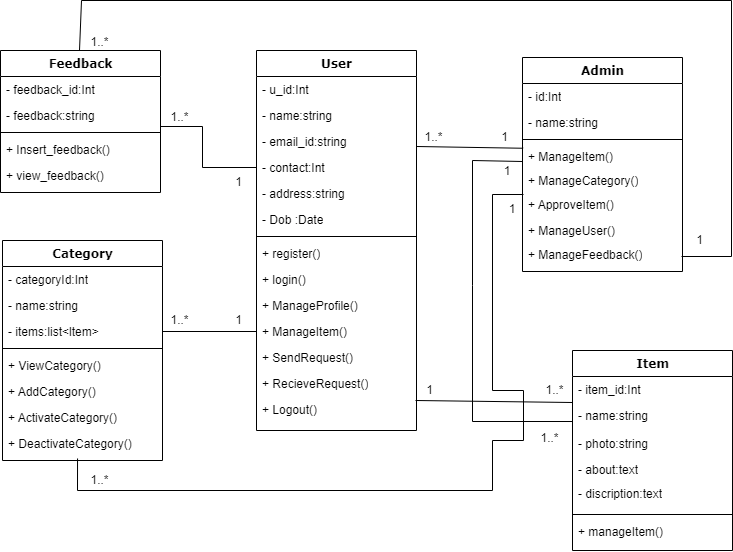 1..*
Feedback
- feedback_id:Int
- feedback:string
+ Insert_feedback()
+ view_feedback()
1..*
1
User
- u_id:Int
- name:string
- email_id:string
- contact:Int
- address:string
- Dob :Date
+ register()
+ login()
+ ManageProfile()
+ ManageItem()
+ SendRequest()
+ RecieveRequest()
+ Logout()
1..*
1
1
1
Admin
- id:Int
- name:string
+ ManageItem()
+ ManageCategory()
+ ApproveItem()
+ ManageUser()
+ ManageFeedback()
1
Category
- categoryId:Int
- name:string
- items:list<Item>
+ ViewCategory()
+ AddCategory()
+ ActivateCategory()
+ DeactivateCategory()
1..*
1
1..*
1
1..*
1..*
Item
- item_id:Int
- name:string
- photo:string
- about:text
- discription:text
+ manageItem()